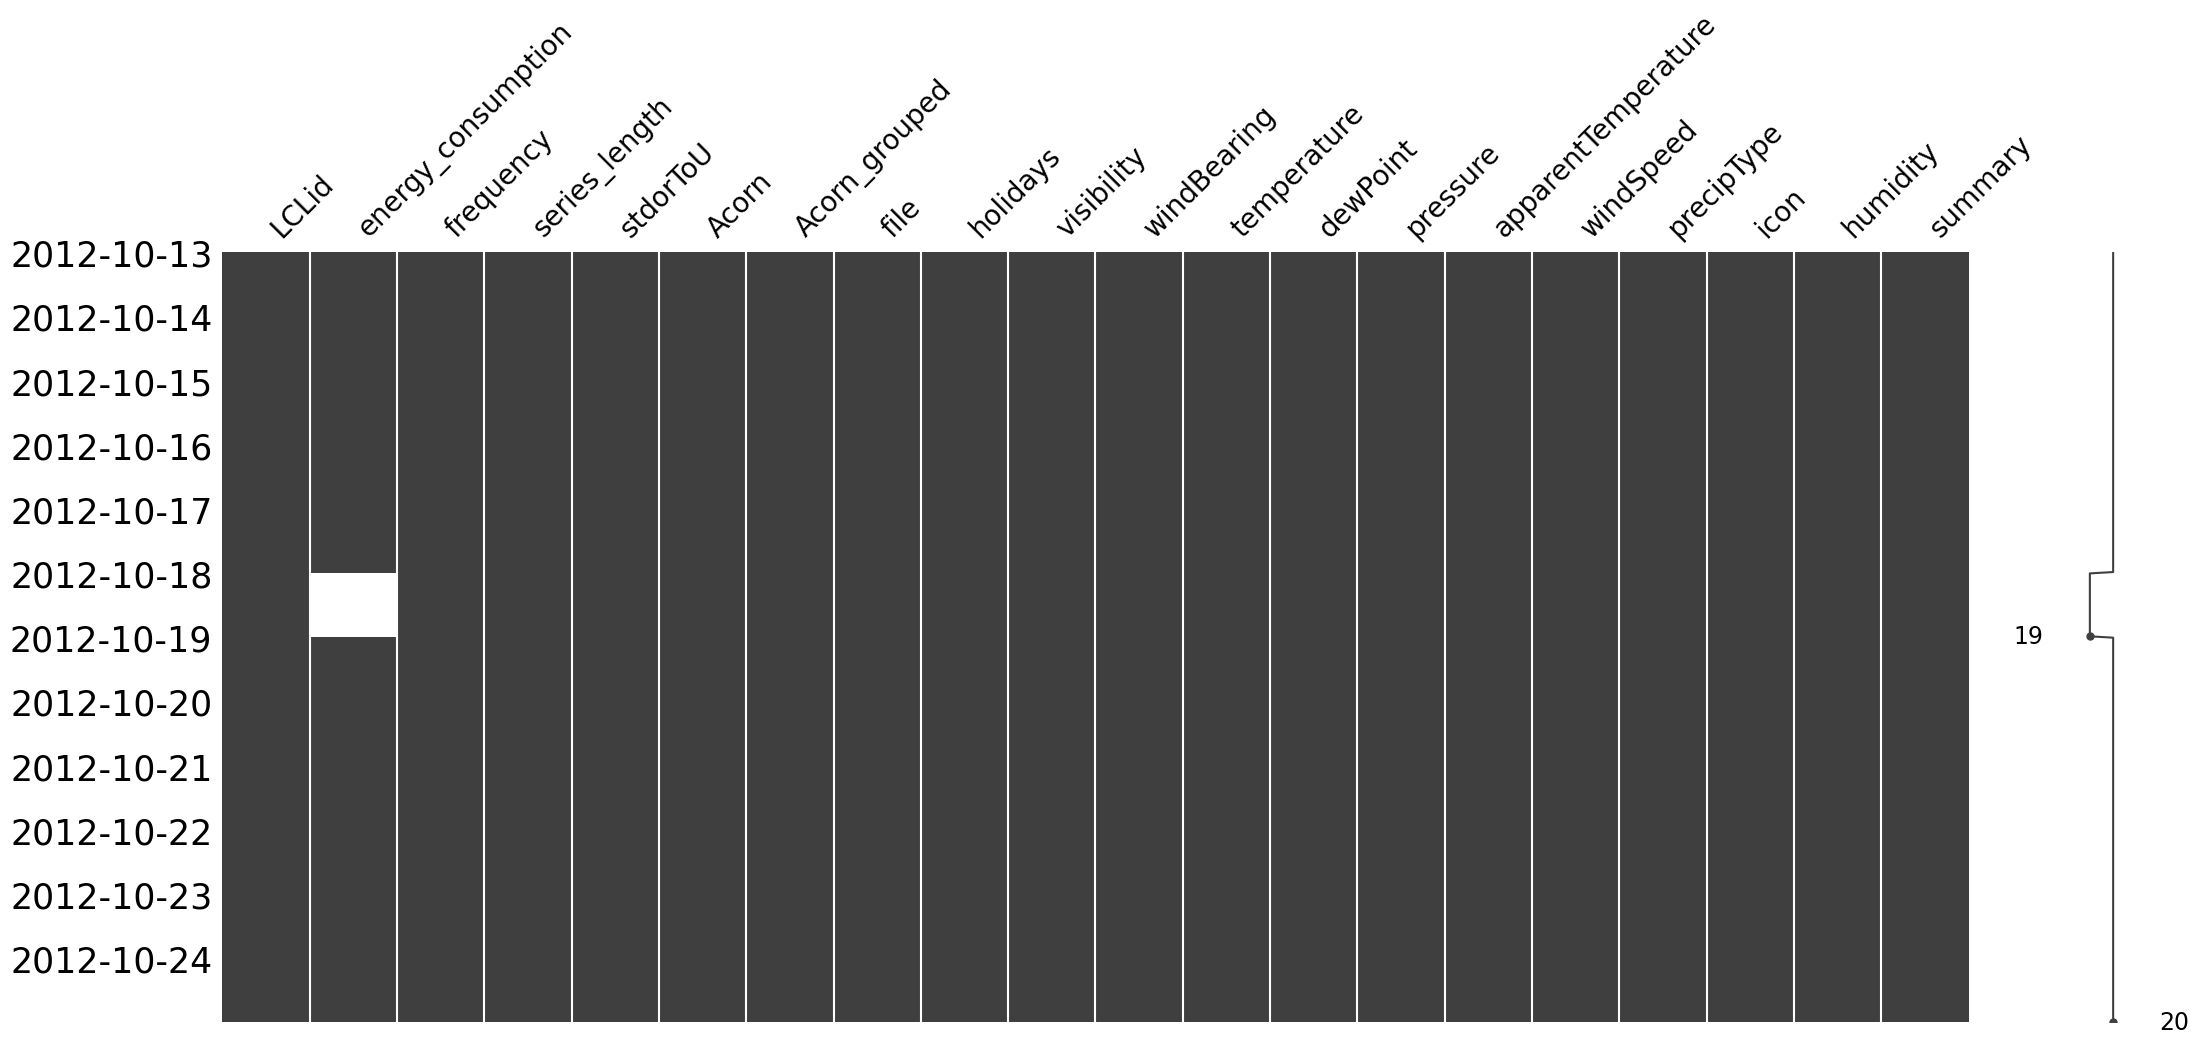 LCLid
energy_consumption
frequency
series_length
stdorToU
Acorn
Acorn_grouped
file
holidays
visibility
windBearing
temperature
dewPoint
pressure
apparentTemperature
windSpeed
precipType
icon
humidity
summary
2012-10-13
2012-10-14
2012-10-15
2012-10-16
2012-10-17
2012-10-18
2012-10-19
19
2012-10-20
2012-10-21
2012-10-22
2012-10-23
2012-10-24
20